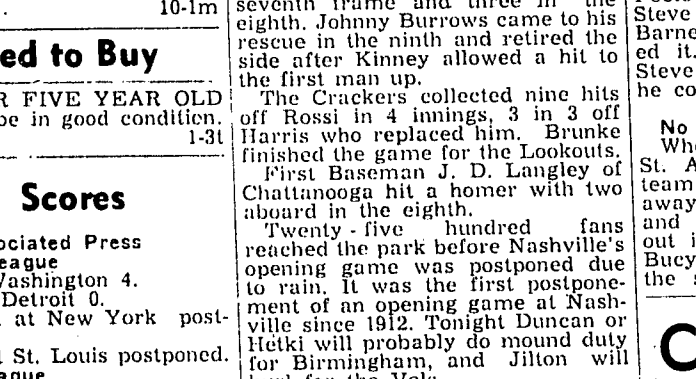 10-1m
ed to Buy
R FIVE YEAR OLD
be in good condition.
1-3t
Scores
ociated Press
eague
Washington 4.
Detroit 0.
at New York post-
St. Louis postponed.
ague
seventh frame and three in the
eighth. Johnny Burrows came to his
rescue in the ninth and retired the
side after Kinney allowed a hit to
the first man up.
The Crackers collected nine hits
off Rossi in 4 innings, 3 in 3 off
Harris who replaced him. Brunke
finished the game for the Lookouts.
First Baseman J. D. Langley of
Chattanooga hit a homer with two
aboard in the eighth.
Twenty-five hundred fans
reached the park before Nashville's
opening game was postponed due
to rain. It was the first postpone-
ment of an opening game at Nash-
ville since 1912. Tonight Duncan or
Hetki will probably do mound duty
for Birmingham, and Jilton will
Steve
Barne
ed it.
Steve
he co
No
Whe
St. A
team
away
and
out i
Bucy
the s
C